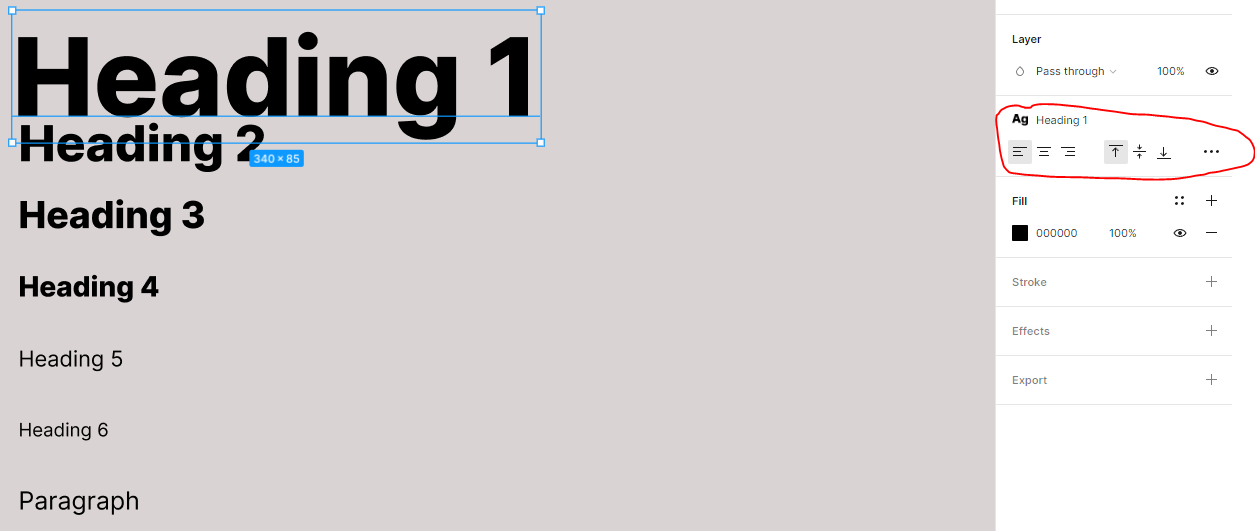 Heading 1
Heading 2
340 × 85
Heading 3
Heading 4
Heading 5
Heading 6
Paragraph
Layer
Pass through 100%
Ag Heading 1
Fill
000000 100%
Stroke
Effects
Export